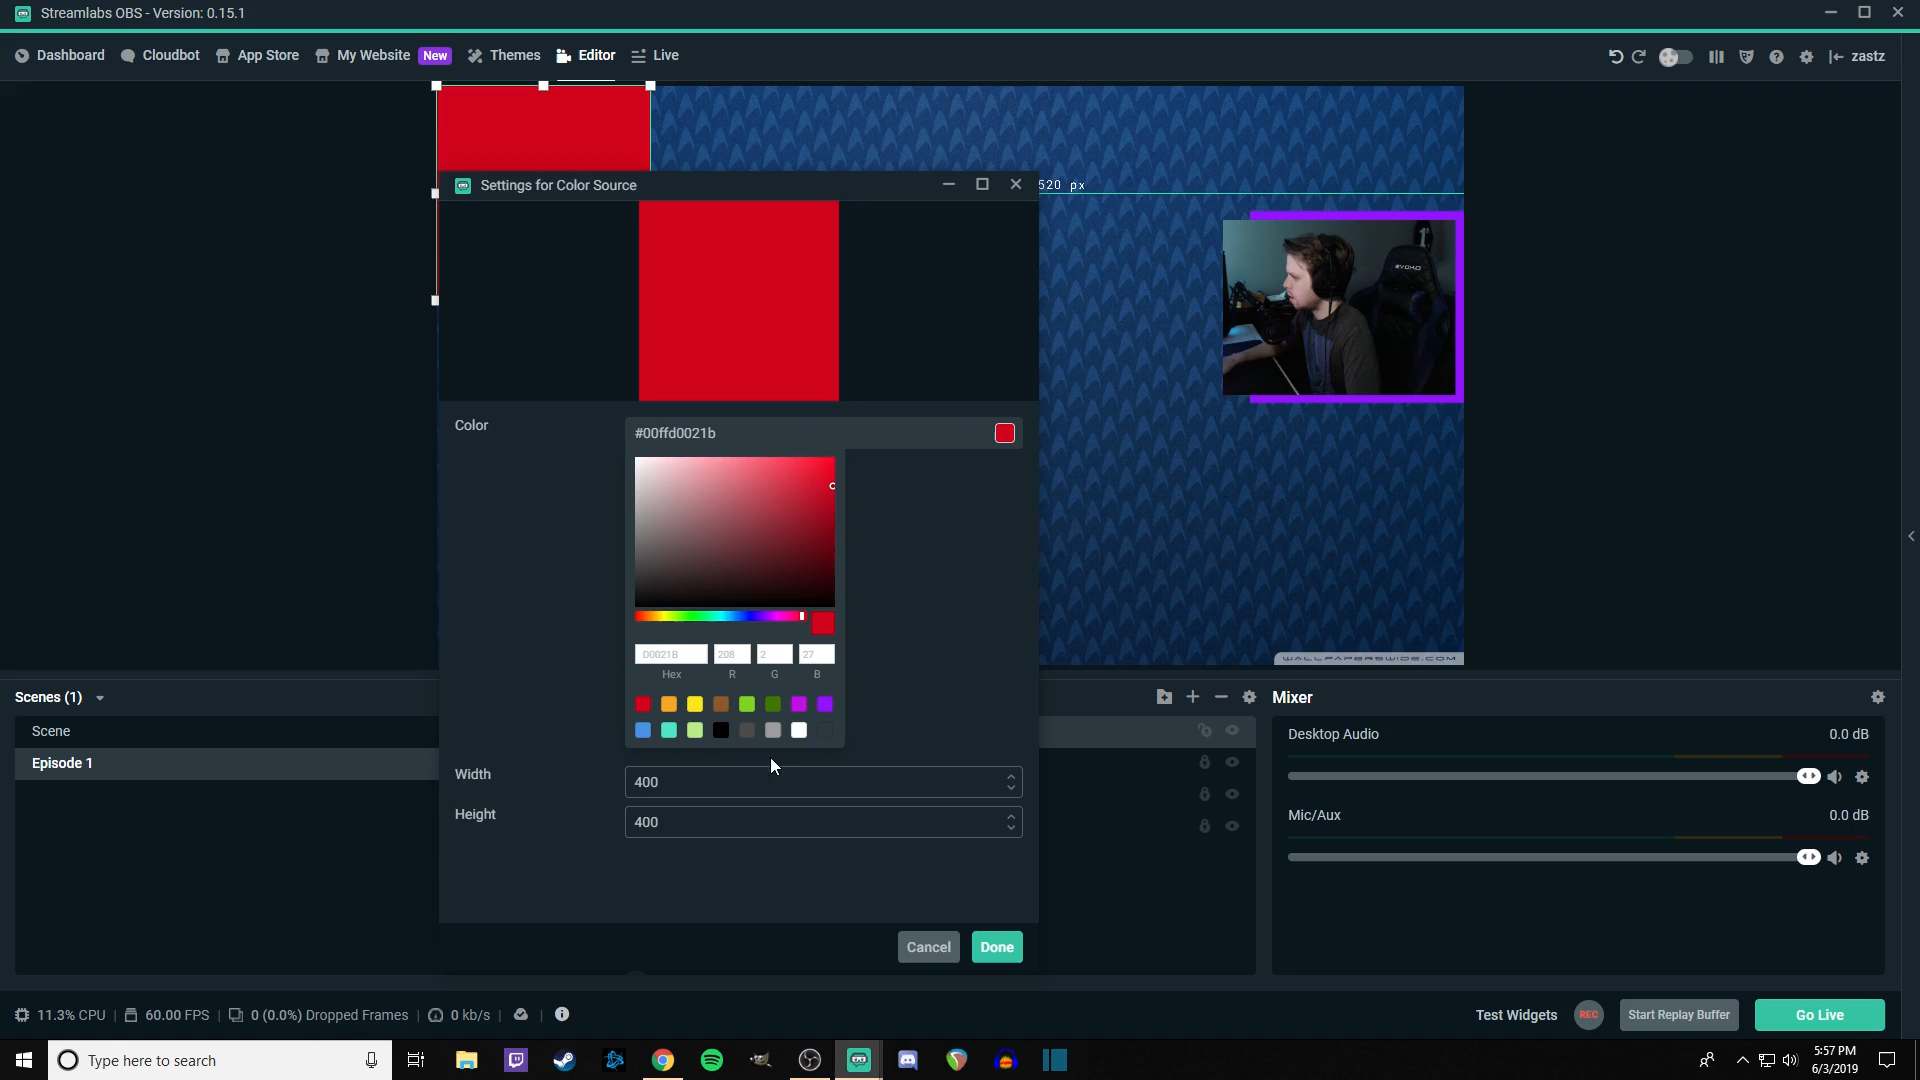 Streamlabs OBS - Version: 0.15.1
Dashboard Cloudbot App Store My Website New Themes Editor Live zastz
Settings for Color Source
520 px
Color
#00ffd0021b
D0021B 208 2 27
Hex R G B
Width
400
Height
400
Cancel Done
Scenes (1)
Scene
Episode 1
Mixer
Desktop Audio 0.0 dB
Mic/Aux 0.0 dB
WALLPAPERSWIDE.COM
EVOKO
11.3% CPU 60.00 FPS 0 (0.0%) Dropped Frames 0 kb/s
Test Widgets REC Start Replay Buffer Go Live
Type here to search
5:57 PM
6/3/2019